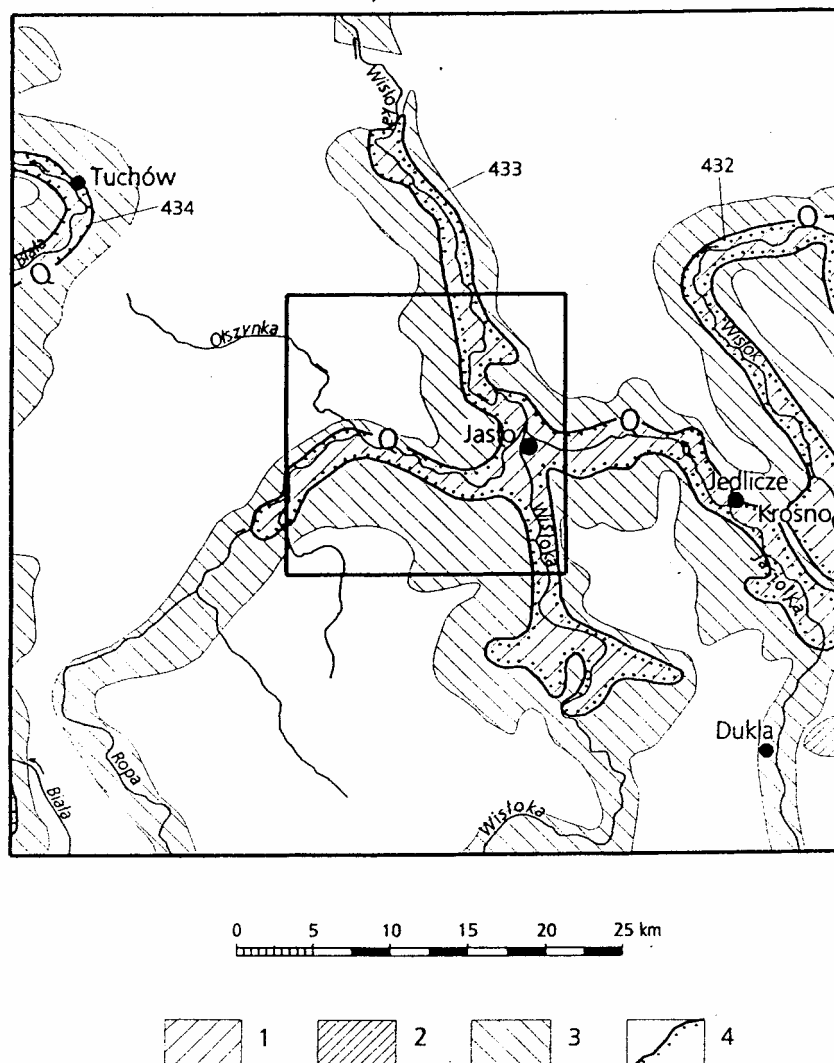 Wisłoka
433
432
Tuchów
434
Q
Biała
Q
Wisłok
Olszynka
Q
Q
Jasło
Jedlicze
Krosno
Wisłoka
Jasiołka
Dukla
Ropa
Biała
Wisłoka
0 5 10 15 20 25 km
1 2 3 4